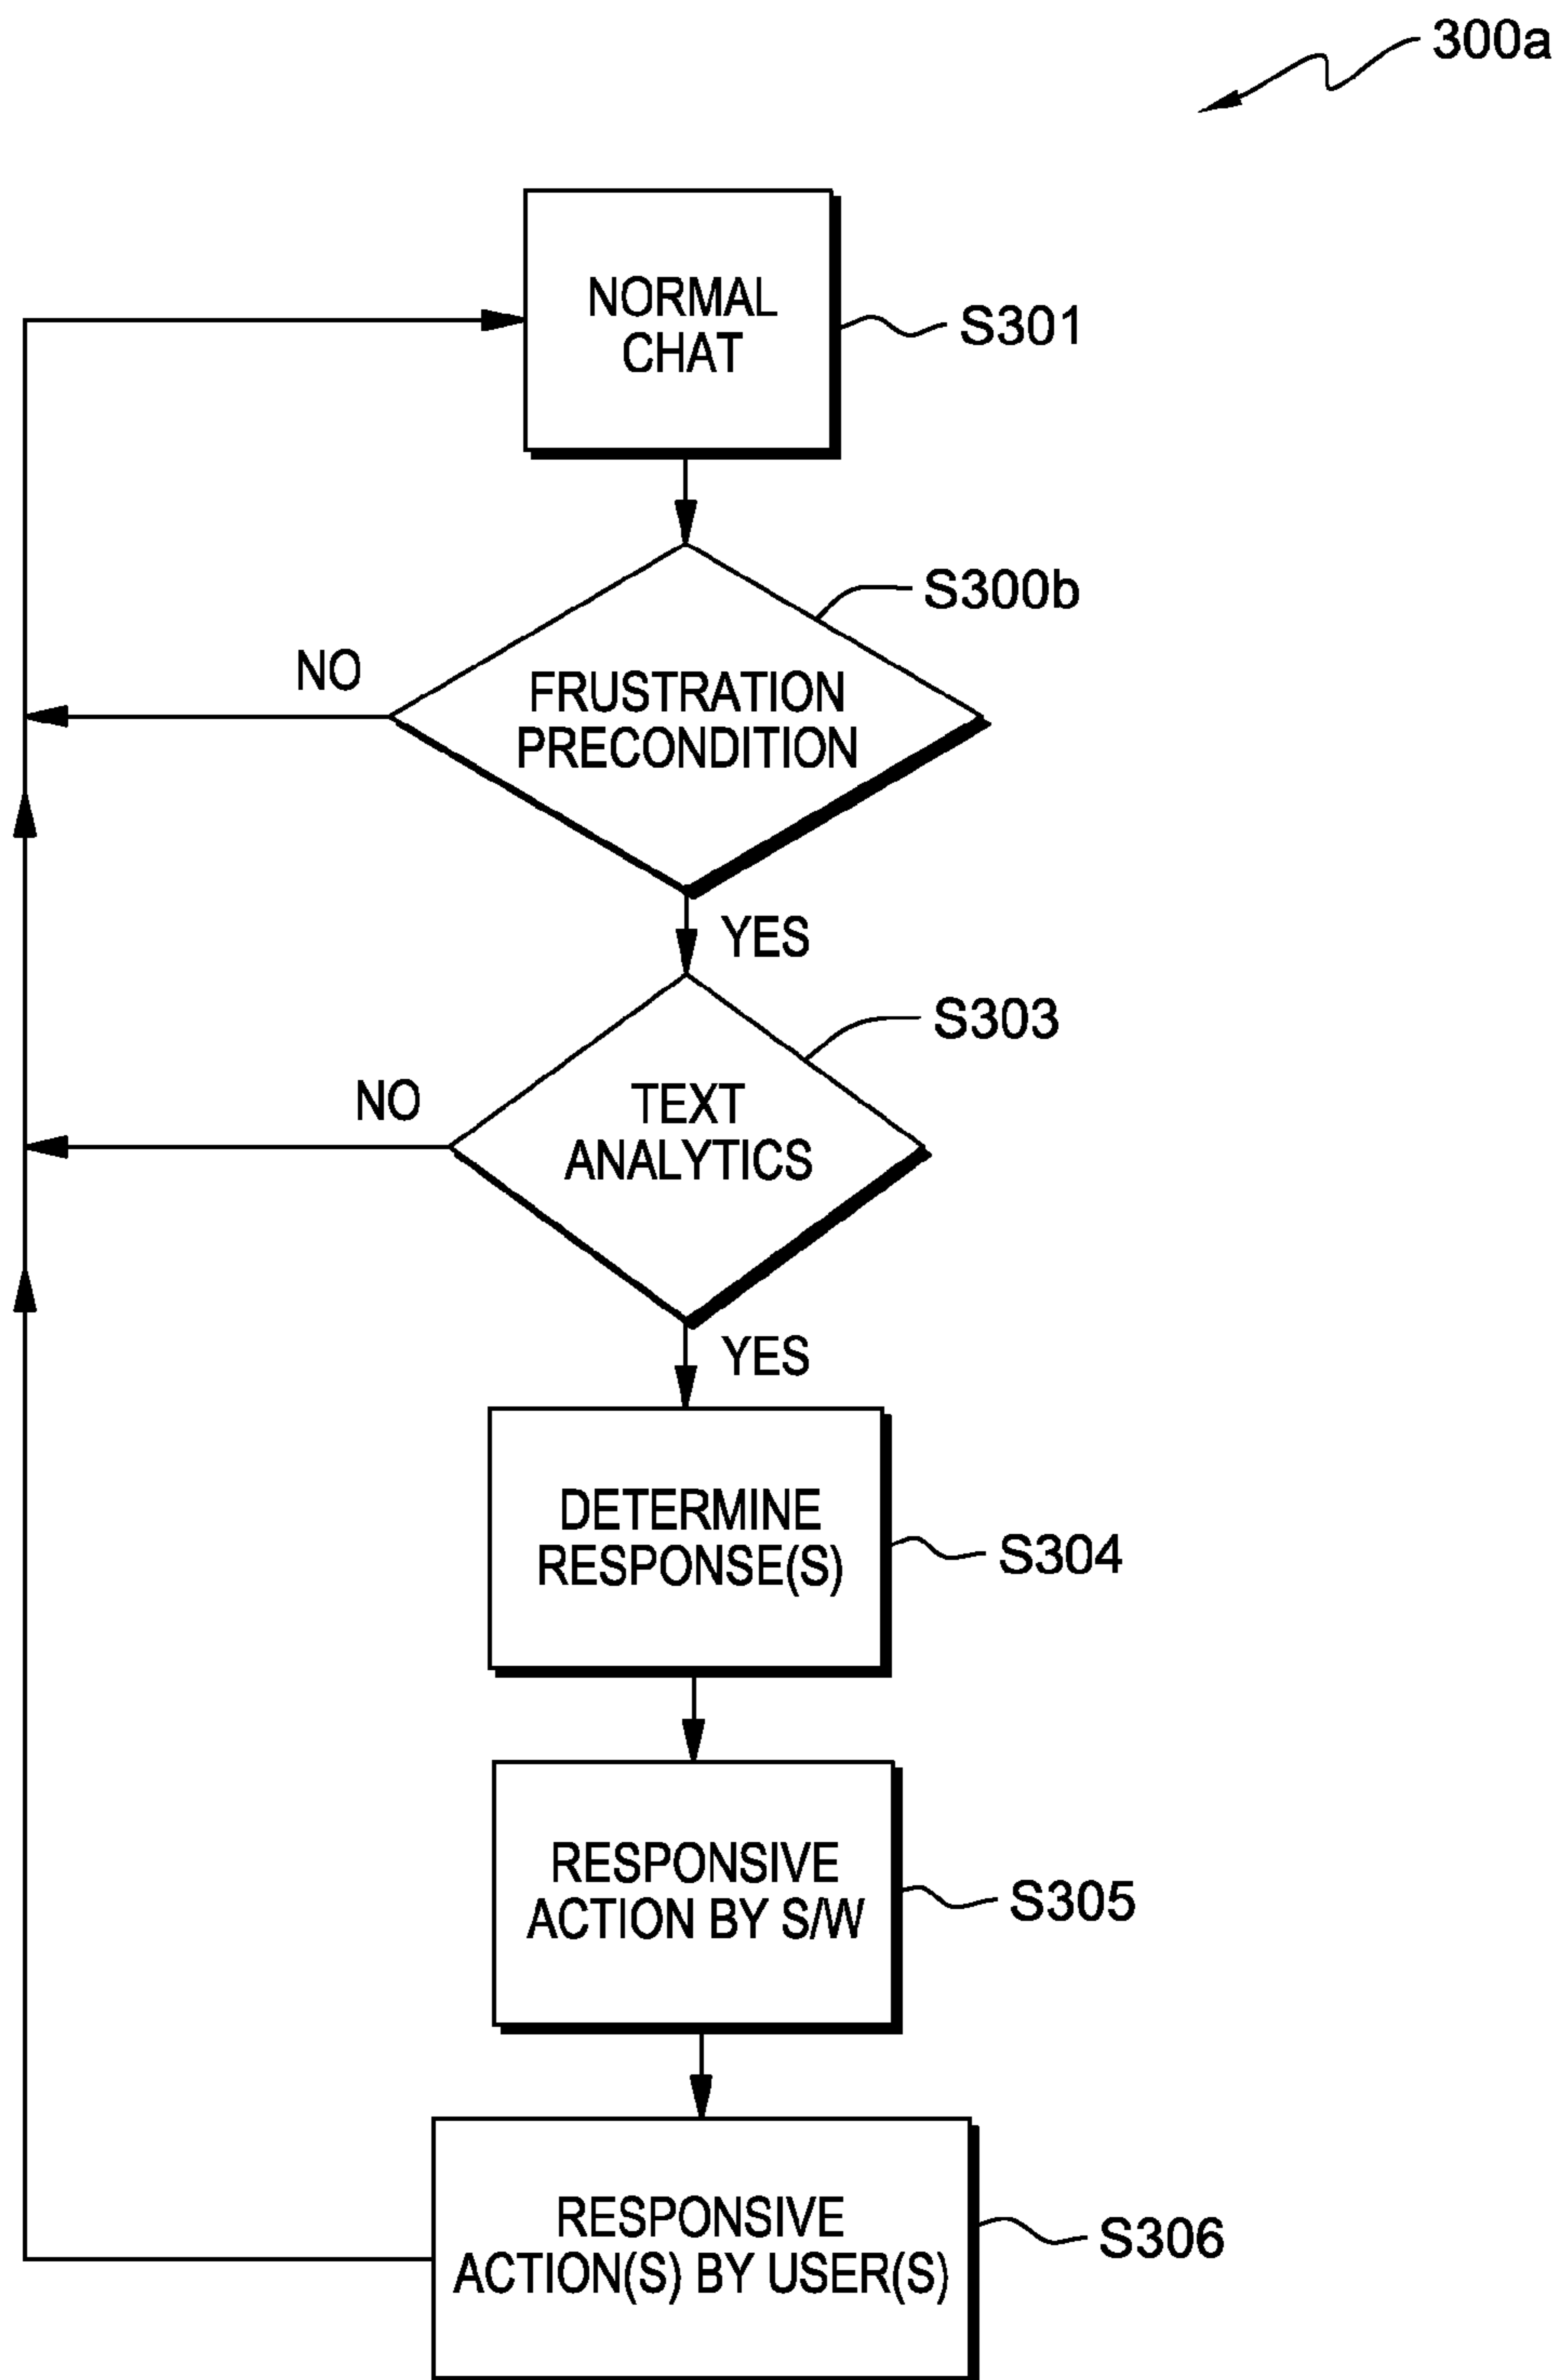 300a
NORMAL
CHAT
S301
S300b
NO
FRUSTRATION
PRECONDITION
YES
S303
NO
TEXT
ANALYTICS
YES
DETERMINE
RESPONSE(S)
S304
RESPONSIVE
ACTION BY S/W
S305
RESPONSIVE
ACTION(S) BY USER(S)
S306